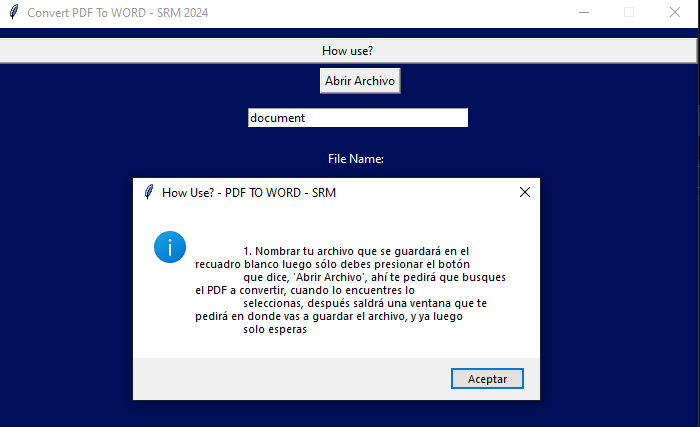 Convert PDF To WORD - SRM 2024
How use?
Abrir Archivo
document
File Name:
How Use? - PDF TO WORD - SRM
1. Nombrar tu archivo que se guardará en el
recuadro blanco luego sólo debes presionar el botón
que dice, 'Abrir Archivo', ahí te pedirá que busques
el PDF a convertir, cuando lo encuentres lo
seleccionas, después saldrá una ventana que te
pedirá en donde vas a guardar el archivo, y ya luego
solo esperas
Aceptar